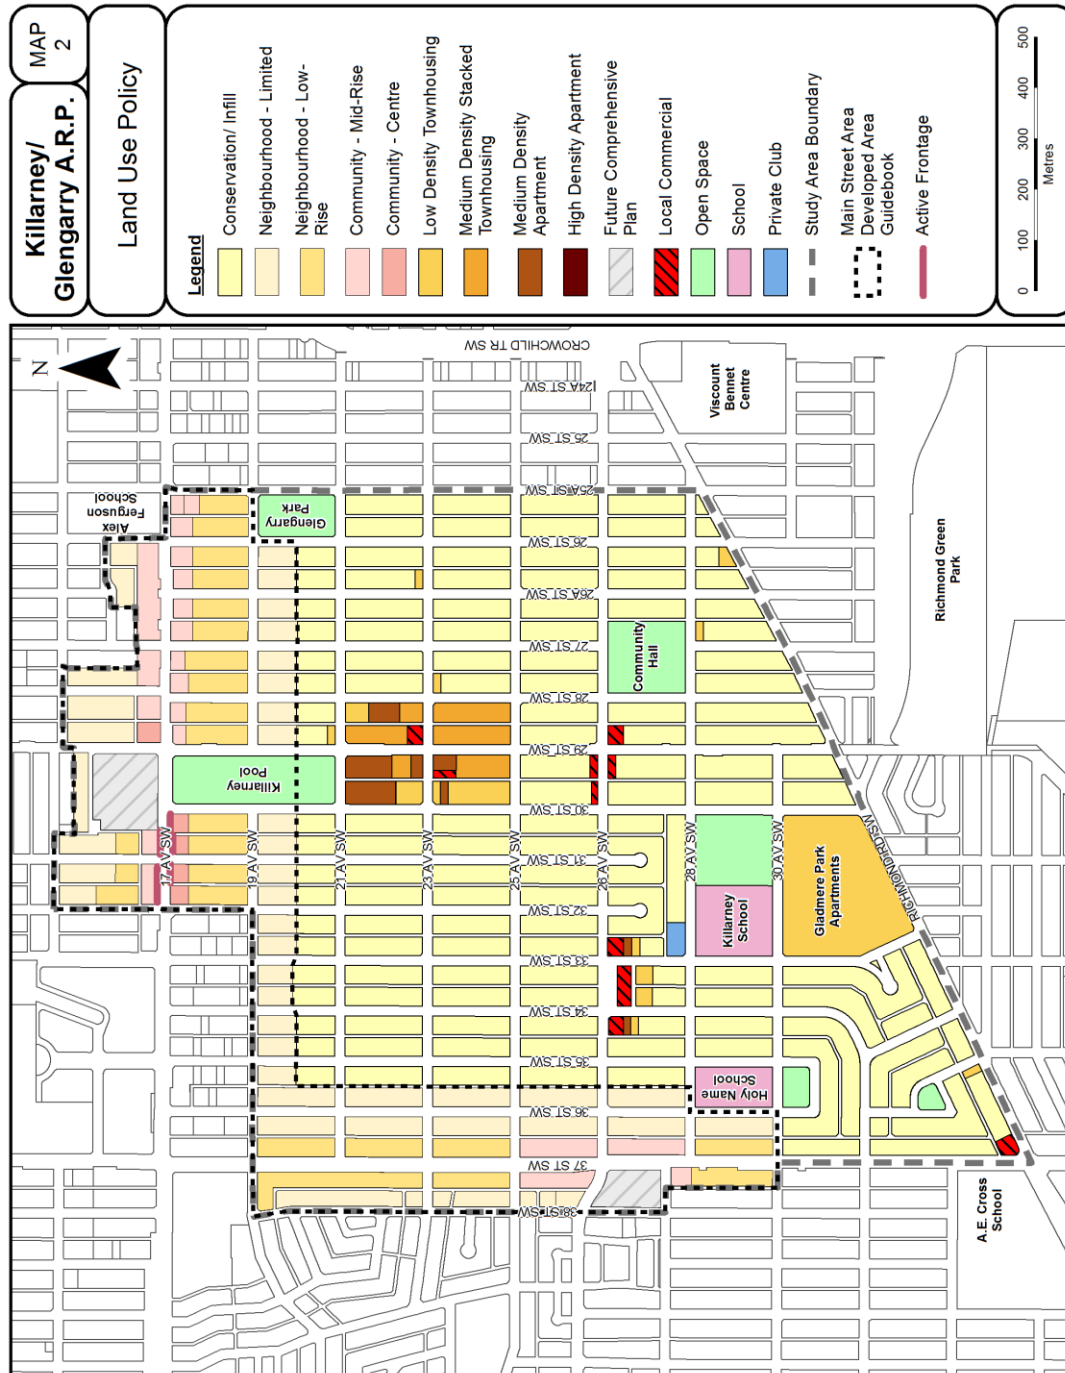 Killarney/
Glengarry A.R.P.
MAP
2
Land Use Policy
Legend
Conservation/ Infill
Neighbourhood - Limited
Neighbourhood - Low-
Rise
Community - Mid-Rise
Community - Centre
Low Density Townhousing
Medium Density Stacked
Townhousing
Medium Density
Apartment
High Density Apartment
Future Comprehensive
Plan
Local Commercial
Open Space
School
Private Club
Study Area Boundary
Main Street Area
Developed Area
Guidebook
Active Frontage
0 100 200 300 400 500
Metres
N
CROWCHILD TR SW
24A ST SW
25 ST SW
25A ST SW
26 ST SW
26A ST SW
27 ST SW
28 ST SW
29 ST SW
30 ST SW
31 ST SW
32 ST SW
33 ST SW
34 ST SW
35 ST SW
36 ST SW
37 ST SW
38 ST SW
17 AV SW
19 AV SW
21 AV SW
23 AV SW
25 AV SW
26 AV SW
28 AV SW
30 AV SW
RICHMOND RD SW
Alex
Ferguson
School
Glengarry
Park
Killarney
Pool
Community
Hall
Viscount
Bennet
Centre
Richmond Green
Park
Killarney
School
Gladmere Park
Apartments
Holy Name
School
A.E. Cross
School